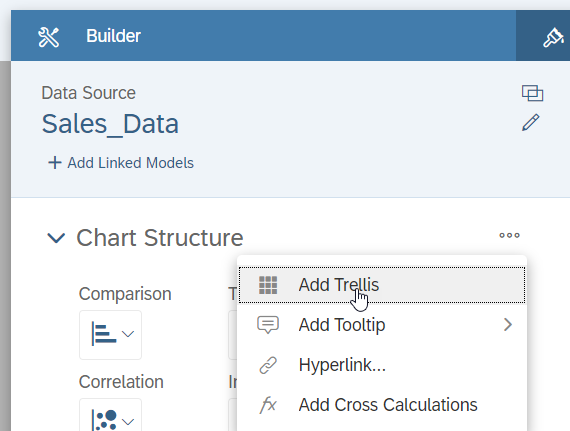 Builder
Data Source
Sales_Data
+ Add Linked Models
Chart Structure
Add Trellis
Comparison
Add Tooltip
Hyperlink...
Correlation
fx Add Cross Calculations